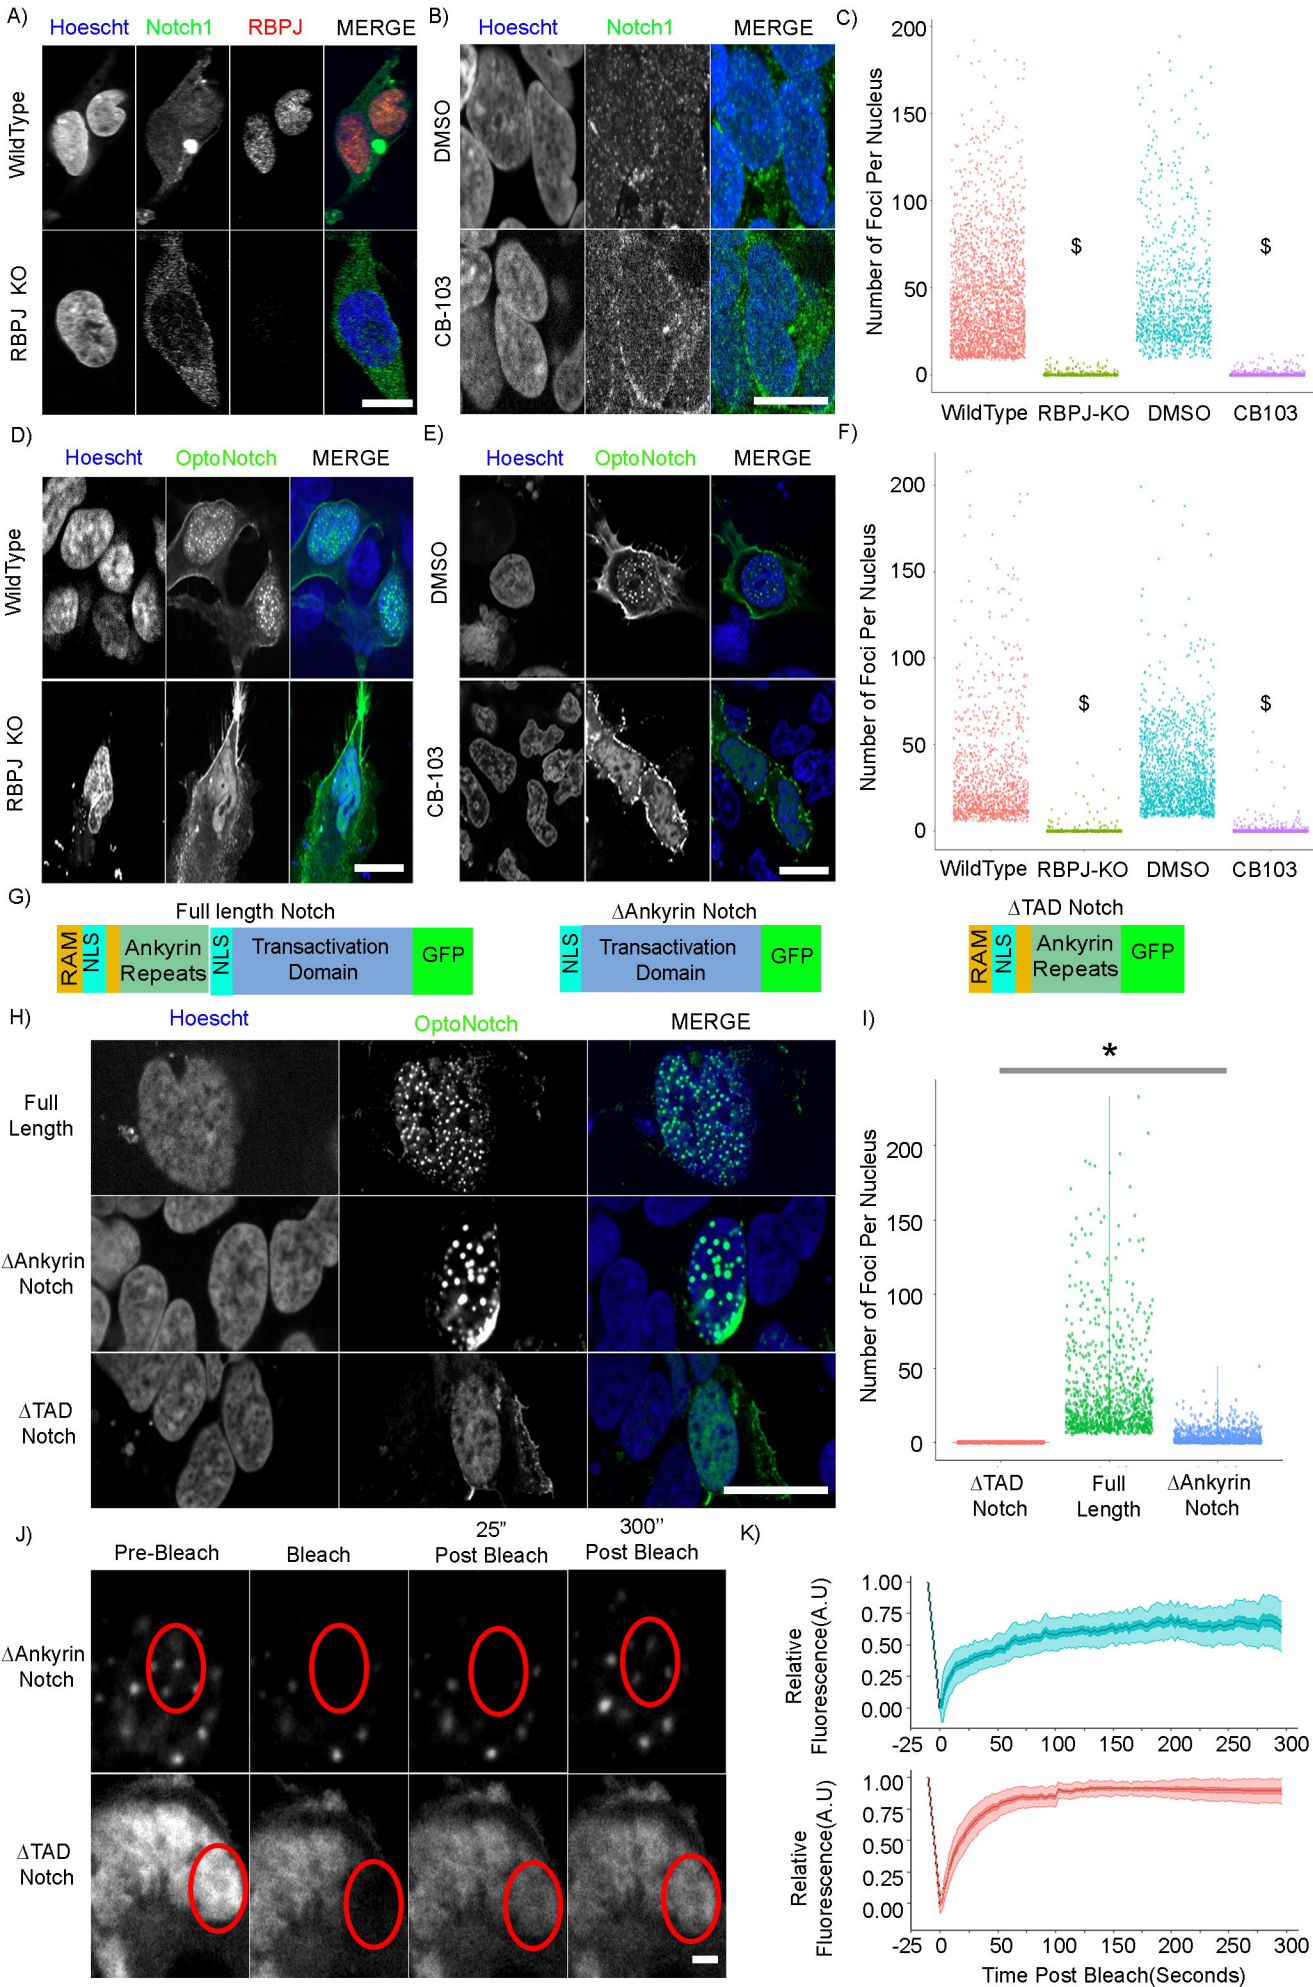 A)
Hoescht Notch1 RBPJ MERGE
WildType
RBPJ KO
B)
Hoescht Notch1 MERGE
DMSO
CB-103
C)
Number of Foci Per Nucleus
200
150
100
50
0
$ $
WildType RBPJ-KO DMSO CB103
D)
Hoescht OptoNotch MERGE
WildType
RBPJ KO
E)
Hoescht OptoNotch MERGE
DMSO
CB-103
F)
Number of Foci Per Nucleus
200
150
100
50
0
$ $
WildType RBPJ-KO DMSO CB103
G)
Full length Notch
RAM NLS Ankyrin Repeats NLS Transactivation Domain GFP
ΔAnkyrin Notch
NLS Transactivation Domain GFP
ΔTAD Notch
RAM NLS Ankyrin Repeats GFP
H)
Hoescht OptoNotch MERGE
Full
Length
ΔAnkyrin
Notch
ΔTAD
Notch
I)
*
Number of Foci Per Nucleus
200
150
100
50
0
ΔTAD Full ΔAnkyrin
Notch Length Notch
J)
Pre-Bleach Bleach 25” Post Bleach 300'' Post Bleach
ΔAnkyrin
Notch
ΔTAD
Notch
K)
Relative
Fluorescence(A.U)
1.00
0.75
0.50
0.25
0.00
-25 0 50 100 150 200 250 300
Relative
Fluorescence(A.U)
1.00
0.75
0.50
0.25
0.00
-25 0 50 100 150 200 250 300
Time Post Bleach(Seconds)